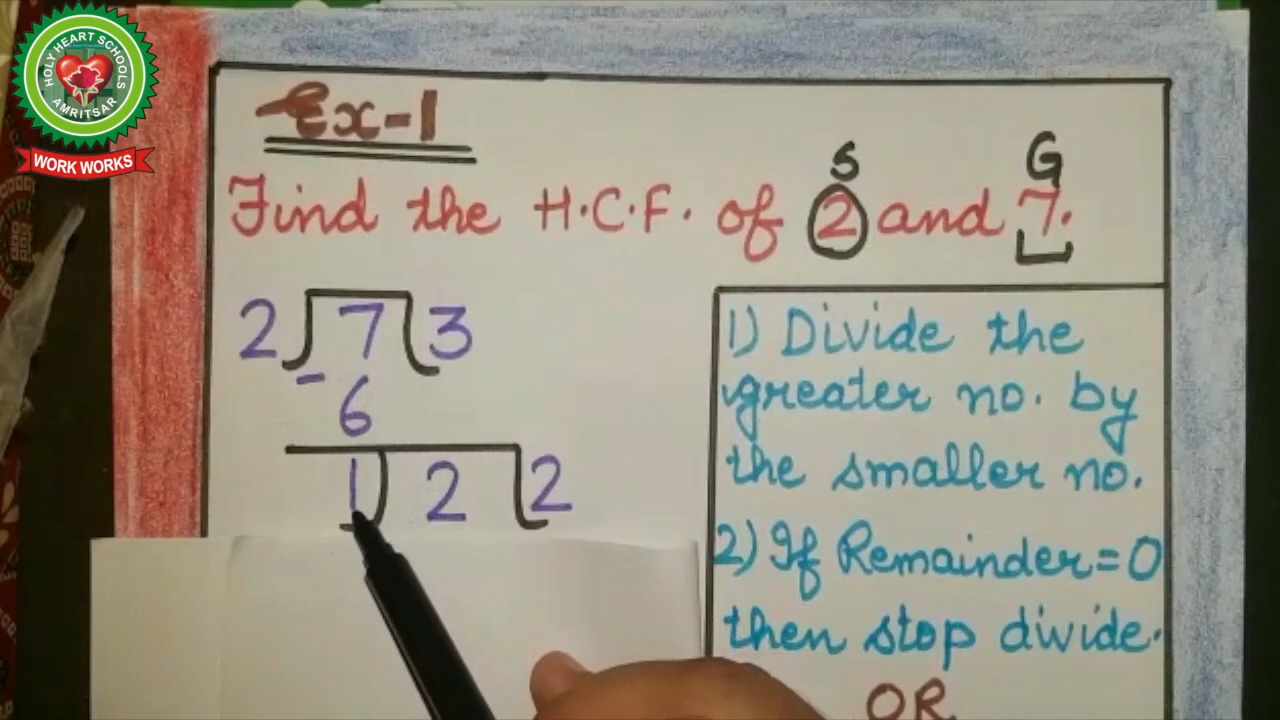 HOLY HEART SCHOOLS
AMRITSAR
WORK WORKS
Ex-1
S G
Find the H.C.F. of 2 and 7.
2 7 3
- 6
1 2 2
1) Divide the
greater no. by
the smaller no.
2) If Remainder=0
then stop divide.
OR